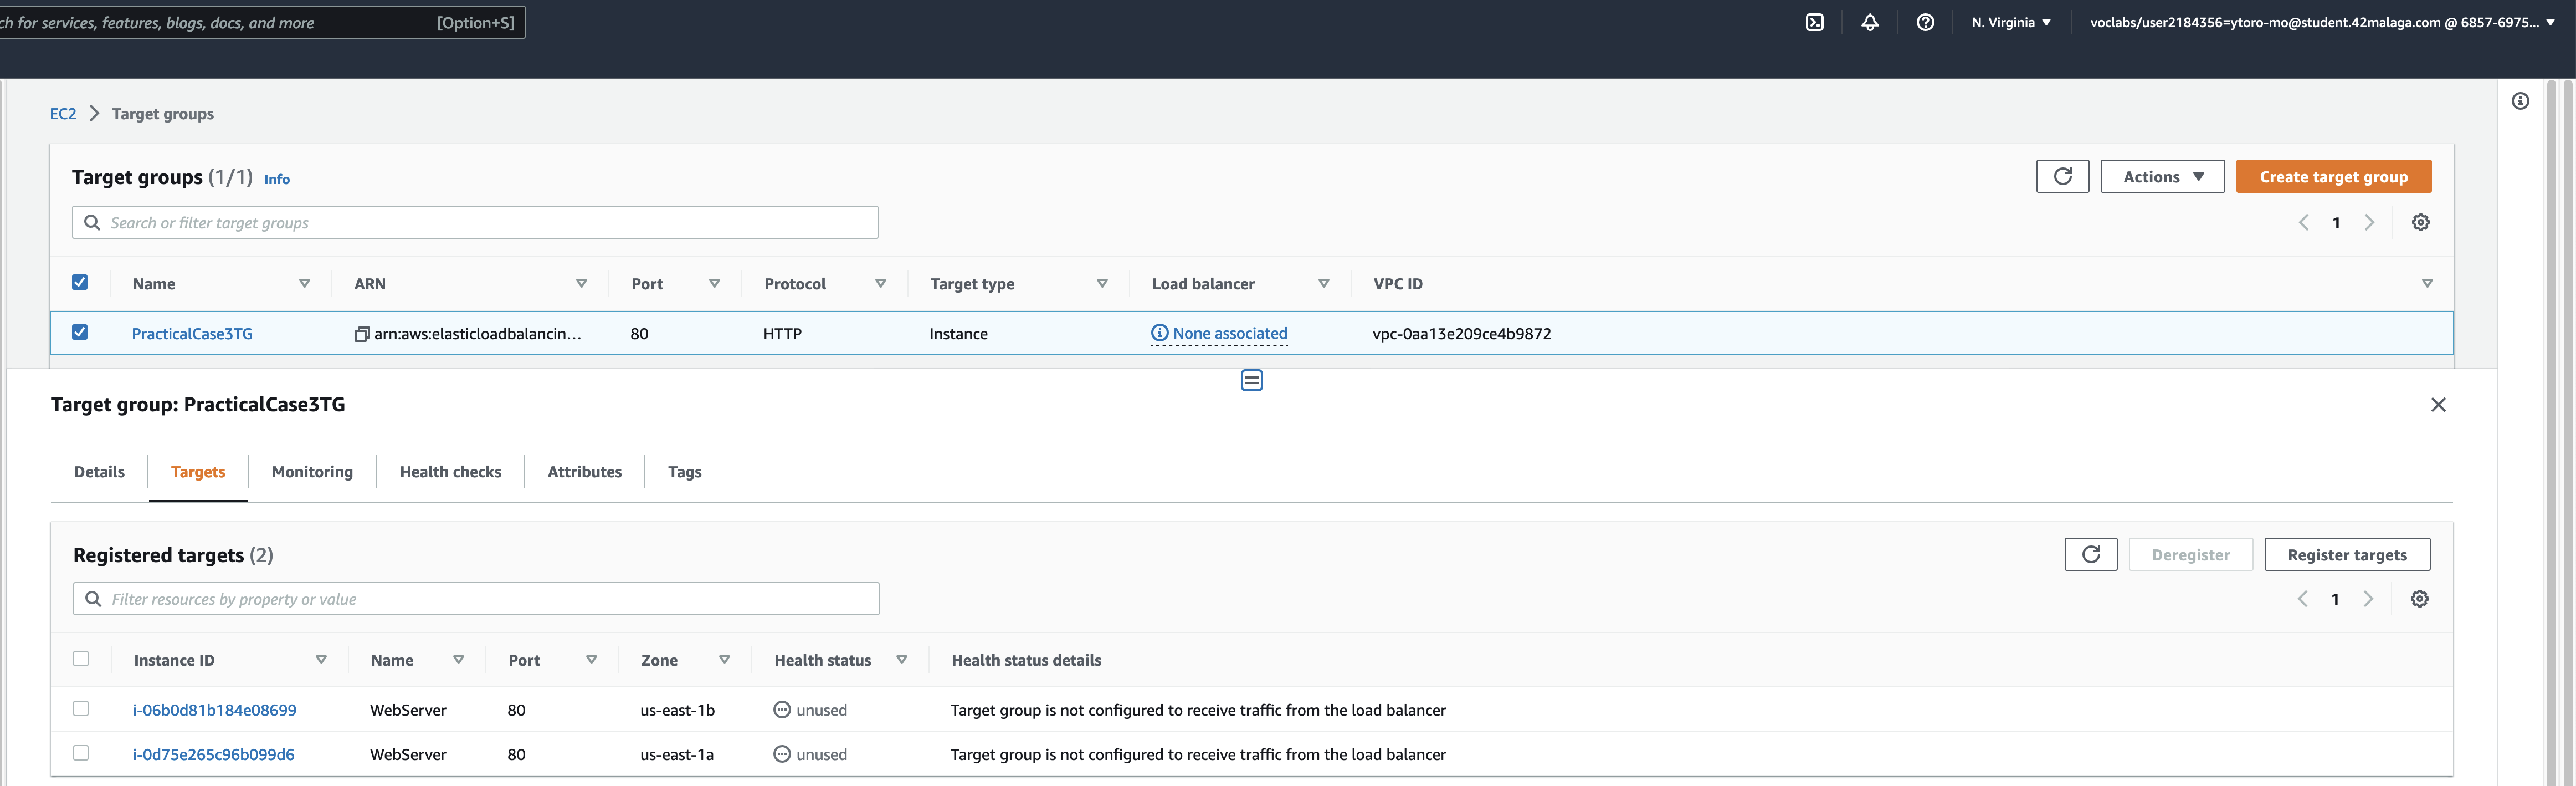 ch for services, features, blogs, docs, and more [Option+S] N. Virginia voclabs/user2184356=ytoro-mo@student.42malaga.com @ 6857-6975...
EC2 Target groups
Target groups (1/1) Info Actions Create target group
Search or filter target groups 1
Name ARN Port Protocol Target type Load balancer VPC ID
PracticalCase3TG arn:aws:elasticloadbalancin... 80 HTTP Instance None associated vpc-0aa13e209ce4b9872
Target group: PracticalCase3TG
Details Targets Monitoring Health checks Attributes Tags
Registered targets (2) Deregister Register targets
Filter resources by property or value 1
Instance ID Name Port Zone Health status Health status details
i-06b0d81b184e08699 WebServer 80 us-east-1b unused Target group is not configured to receive traffic from the load balancer
i-0d75e265c96b099d6 WebServer 80 us-east-1a unused Target group is not configured to receive traffic from the load balancer